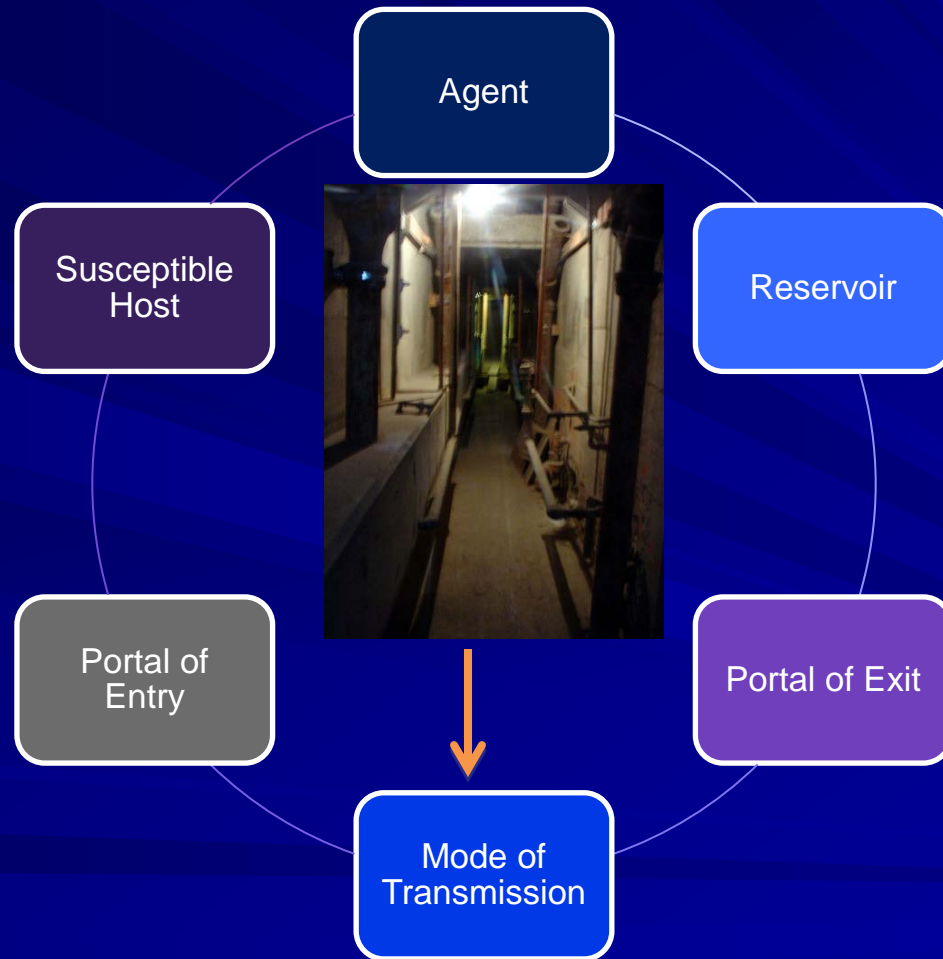 Agent
Susceptible
Host
Reservoir
Portal of
Entry
Portal of Exit
Mode of
Transmission